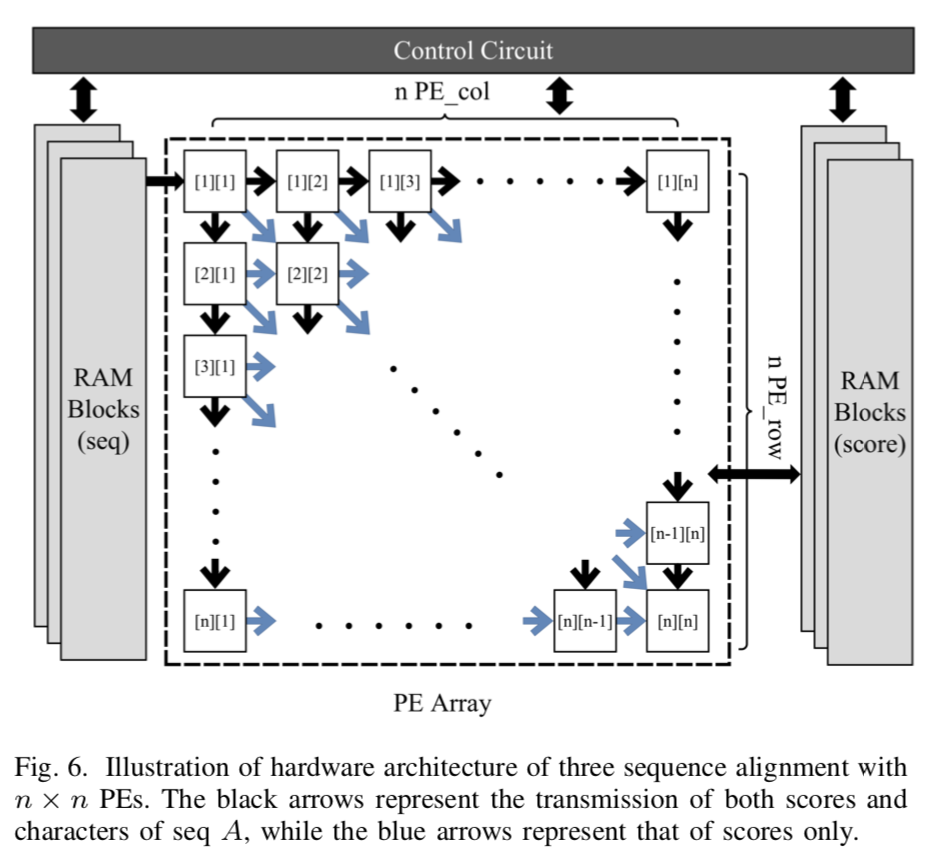 Control Circuit
n PE_col
[1][1]
[1][2]
[1][3]
[1][n]
[2][1]
[2][2]
[3][1]
RAM
Blocks
(seq)
n PE_row
RAM
Blocks
(score)
[n-1][n]
[n][1]
[n][n-1]
[n][n]
PE Array
Fig. 6. Illustration of hardware architecture of three sequence alignment with
n × n PEs. The black arrows represent the transmission of both scores and
characters of seq A, while the blue arrows represent that of scores only.